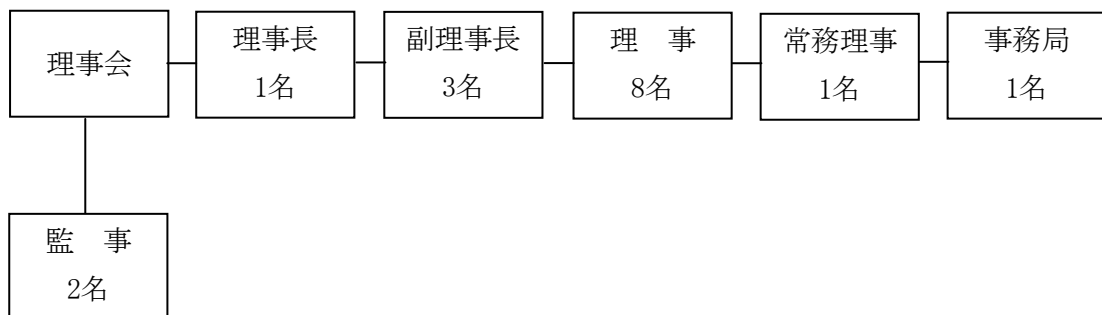 理事会
理事長
1名
副理事長
3名
理　事
8名
常務理事
1名
事務局
1名
監　事
2名